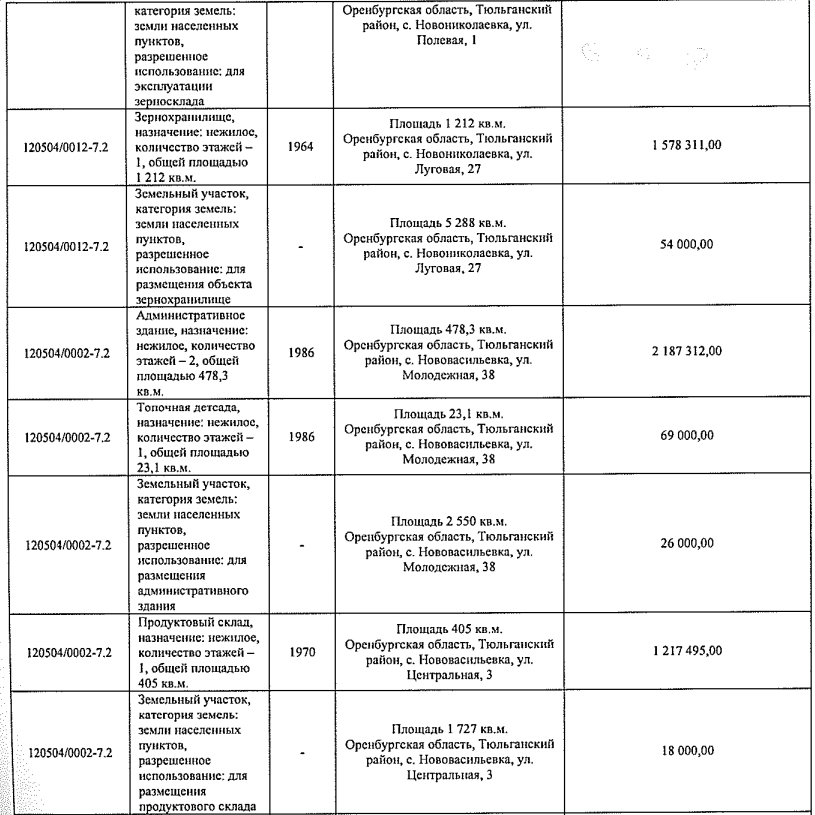 категория земель:
земли населенных
пунктов,
разрешенное
использование: для
эксплуатации
зерносклада
Оренбургская область, Тюльганский
район, с. Новониколаевка, ул.
Полевая, 1
120504/0012-7.2
Зернохранилище,
назначение: нежилое,
количество этажей –
1, общей площадью
1 212 кв.м.
1964
Площадь 1 212 кв.м.
Оренбургская область, Тюльганский
район, с. Новониколаевка, ул.
Луговая, 27
1 578 311,00
120504/0012-7.2
Земельный участок,
категория земель:
земли населенных
пунктов,
разрешенное
использование: для
размещения объекта
зернохранилище
-
Площадь 5 288 кв.м.
Оренбургская область, Тюльганский
район, с. Новониколаевка, ул.
Луговая, 27
54 000,00
120504/0002-7.2
Административное
здание, назначение:
нежилое, количество
этажей – 2, общей
площадью 478,3
кв.м.
1986
Площадь 478,3 кв.м.
Оренбургская область, Тюльганский
район, с. Нововасильевка, ул.
Молодежная, 38
2 187 312,00
120504/0002-7.2
Топочная детсада,
назначение: нежилое,
количество этажей –
1, общей площадью
23,1 кв.м.
1986
Площадь 23,1 кв.м.
Оренбургская область, Тюльганский
район, с. Нововасильевка, ул.
Молодежная, 38
69 000,00
120504/0002-7.2
Земельный участок,
категория земель:
земли населенных
пунктов,
разрешенное
использование: для
размещения
административного
здания
-
Площадь 2 550 кв.м.
Оренбургская область, Тюльганский
район, с. Нововасильевка, ул.
Молодежная, 38
26 000,00
120504/0002-7.2
Продуктовый склад,
назначение: нежилое,
количество этажей –
1, общей площадью
405 кв.м.
1970
Площадь 405 кв.м.
Оренбургская область, Тюльганский
район, с. Нововасильевка, ул.
Центральная, 3
1 217 495,00
120504/0002-7.2
Земельный участок,
категория земель:
земли населенных
пунктов,
разрешенное
использование: для
размещения
продуктового склада
-
Площадь 1 727 кв.м.
Оренбургская область, Тюльганский
район, с. Нововасильевка, ул.
Центральная, 3
18 000,00